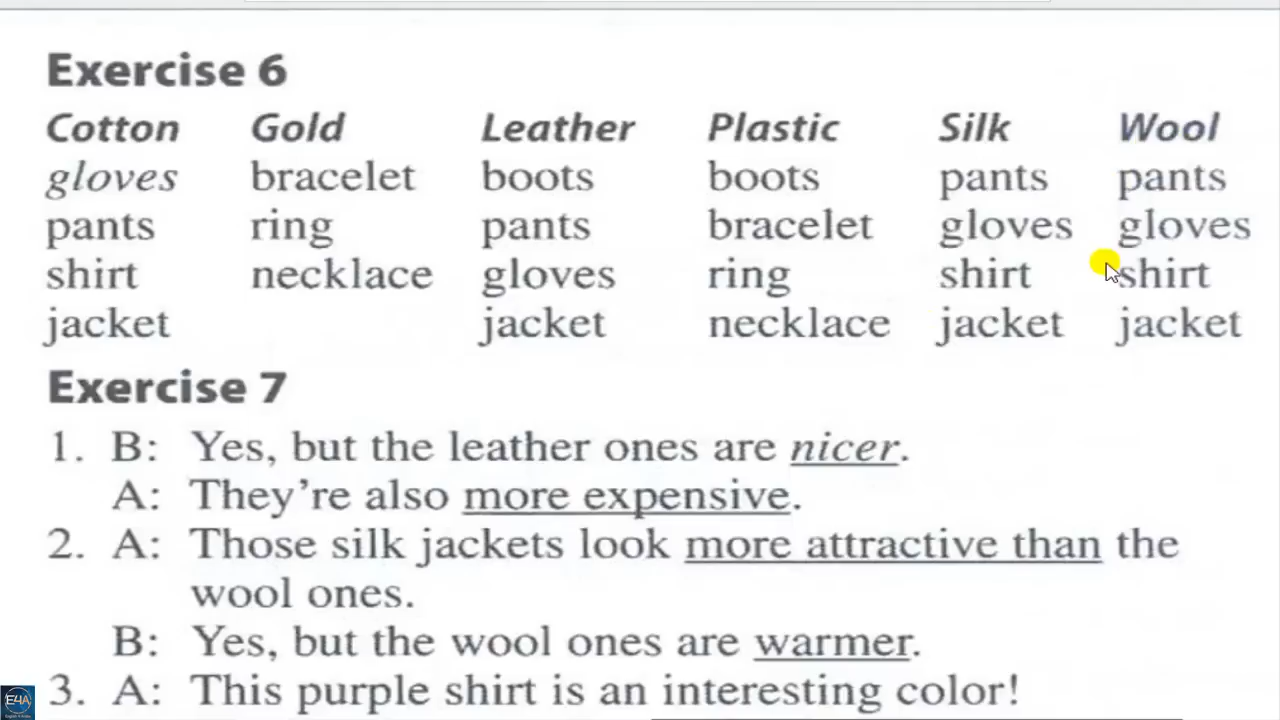 Exercise 6
Cotton Gold Leather Plastic Silk Wool
gloves bracelet boots boots pants pants
pants ring pants bracelet gloves gloves
shirt necklace gloves ring shirt shirt
jacket jacket necklace jacket jacket
Exercise 7
1. B: Yes, but the leather ones are nicer.
A: They're also more expensive.
2. A: Those silk jackets look more attractive than the
wool ones.
B: Yes, but the wool ones are warmer.
3. A: This purple shirt is an interesting color!
E4A